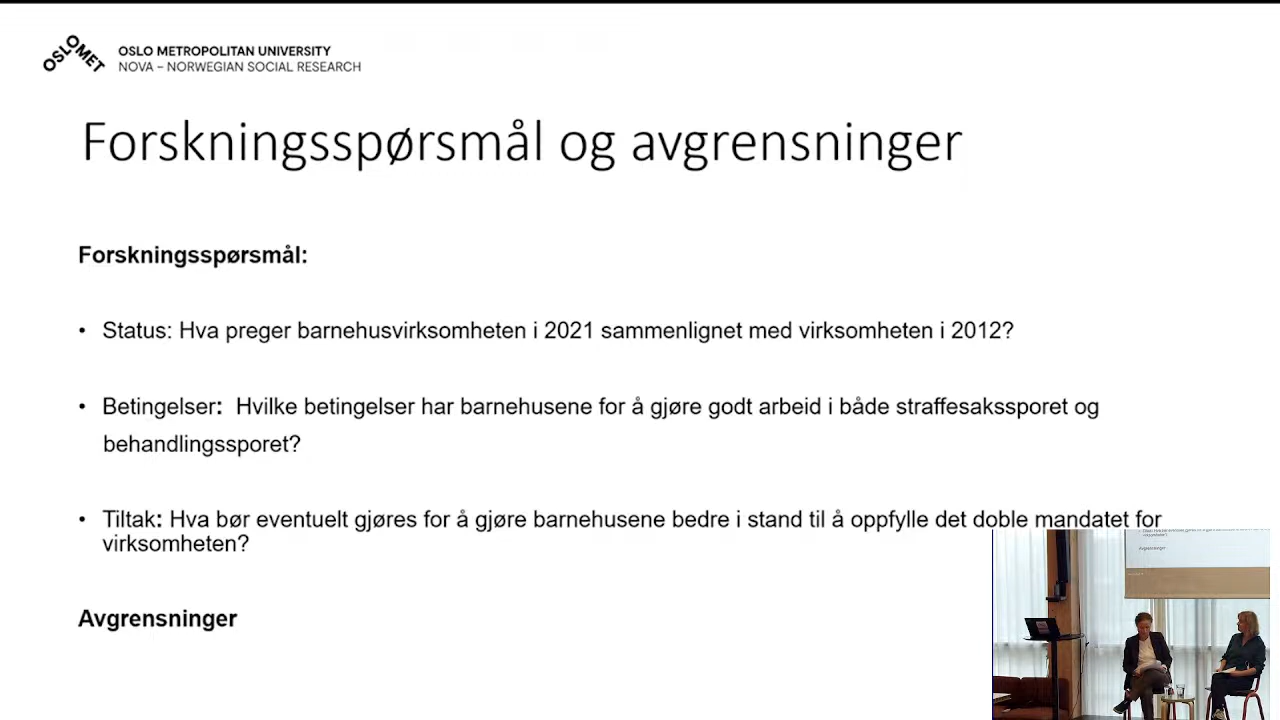 OSLOMET
OSLO METROPOLITAN UNIVERSITY
NOVA – NORWEGIAN SOCIAL RESEARCH
Forskningsspørsmål og avgrensninger
Forskningsspørsmål:
• Status: Hva preger barnehusvirksomheten i 2021 sammenlignet med virksomheten i 2012?
• Betingelser: Hvilke betingelser har barnehusene for å gjøre godt arbeid i både straffesakssporet og
behandlingssporet?
• Tiltak: Hva bør eventuelt gjøres for å gjøre barnehusene bedre i stand til å oppfylle det doble mandatet for
virksomheten?
Avgrensninger
Avgrensninger